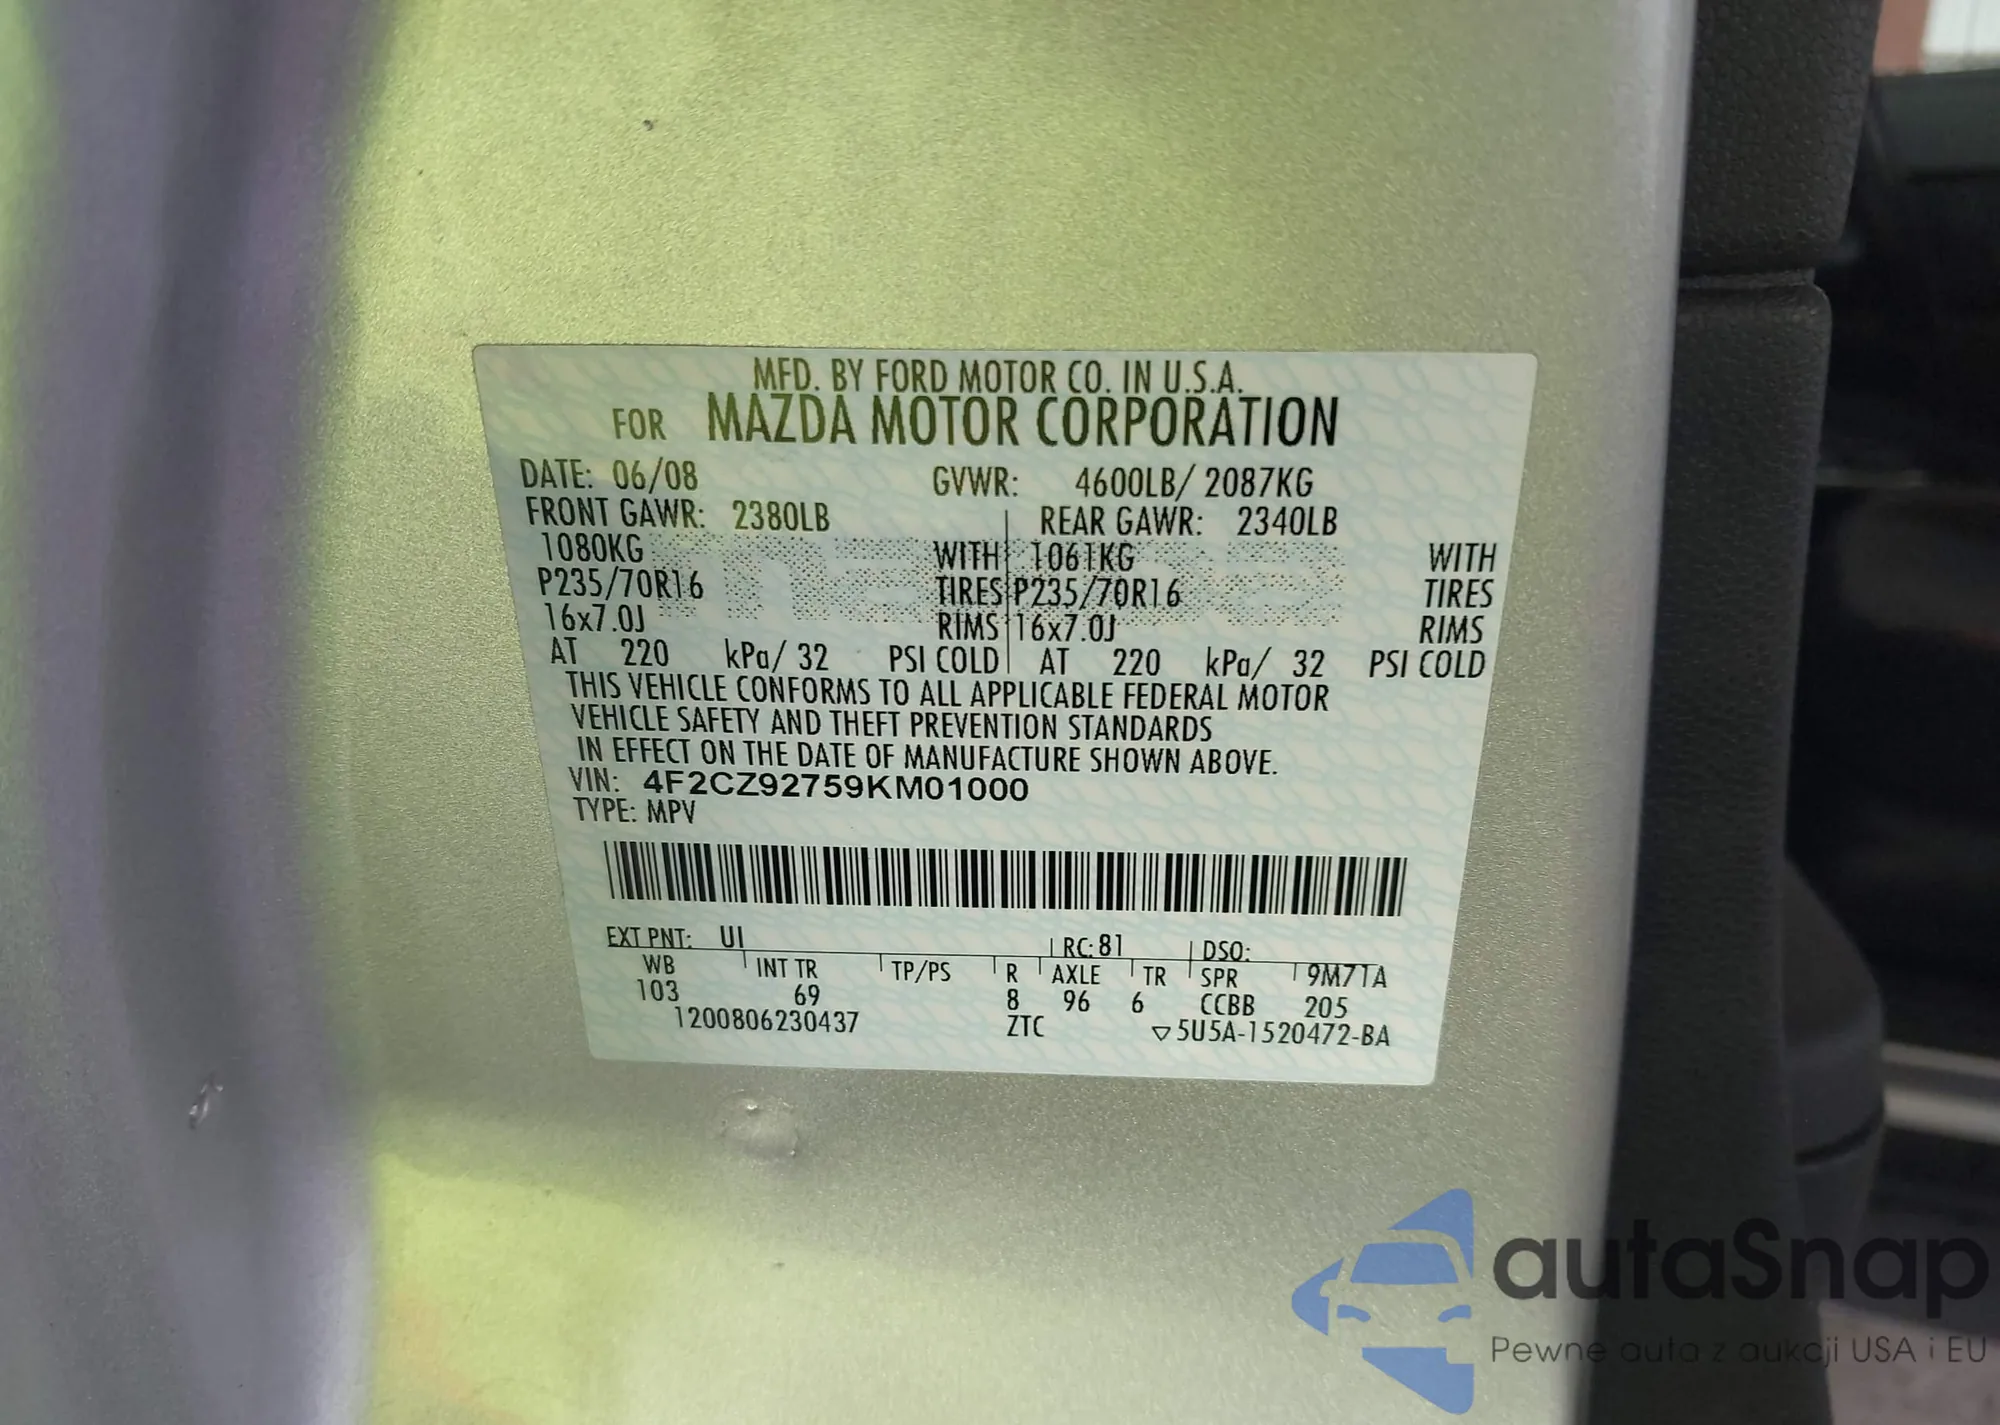 MFD. BY FORD MOTOR CO. IN U.S.A.
FOR MAZDA MOTOR CORPORATION
DATE: 06/08 GVWR: 4600LB/ 2087KG
FRONT GAWR: 2380LB REAR GAWR: 2340LB
1080KG WITH 1061KG WITH
P235/70R16 TIRES P235/70R16 TIRES
16x7.0J RIMS 16x7.0J RIMS
AT 220 kPa/ 32 PSI COLD AT 220 kPa/ 32 PSI COLD
THIS VEHICLE CONFORMS TO ALL APPLICABLE FEDERAL MOTOR
VEHICLE SAFETY AND THEFT PREVENTION STANDARDS
IN EFFECT ON THE DATE OF MANUFACTURE SHOWN ABOVE.
VIN: 4F2CZ92759KM01000
TYPE: MPV
EXT PNT: UI RC: 81 DSO:
WB INT TR TP/PS R AXLE TR SPR 9M71A
103 69 8 96 6 CCBB 205
1200806230437 ZTC ▽5U5A-1520472-BA
autaSnap
Pewne auta z aukcji USA i EU